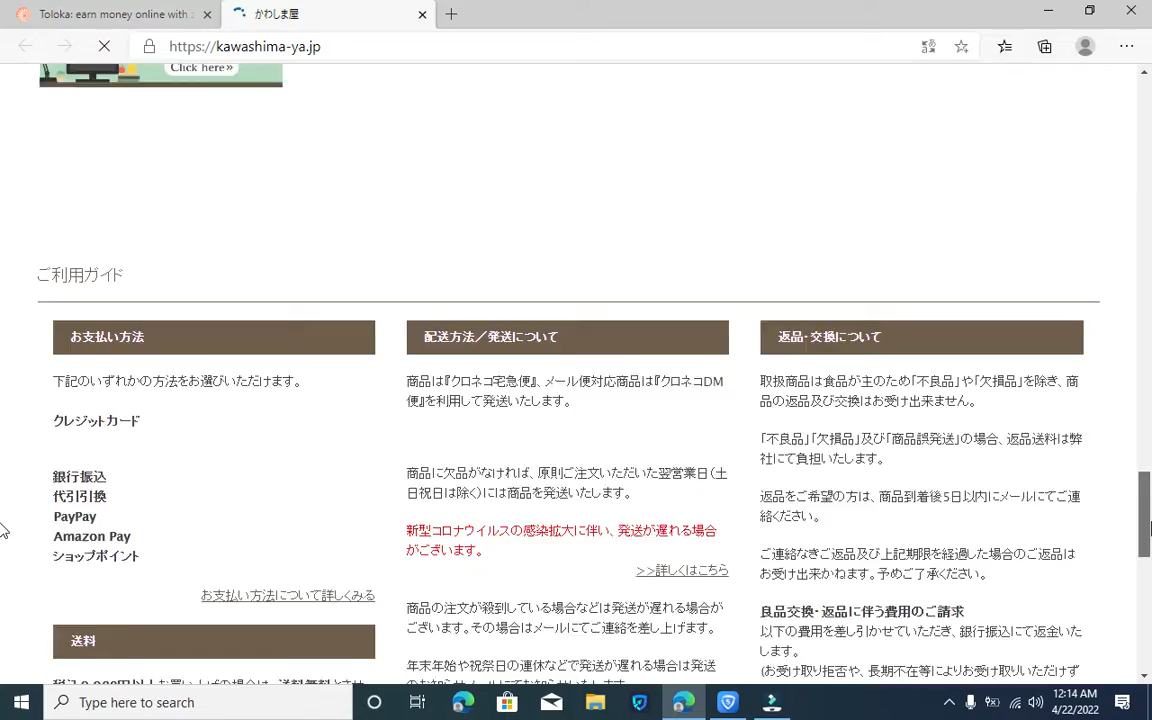 Toloka: earn money online with :
かわしま屋
https://kawashima-ya.jp
Click here»
ご利用ガイド
お支払い方法
下記のいずれかの方法をお選びいただけます。
クレジットカード
銀行振込
代引引換
PayPay
Amazon Pay
ショップポイント
お支払い方法について詳しくみる
送料
配送方法／発送について
商品は『クロネコ宅急便』、メール便対応商品は『クロネコDM
便』を利用して発送いたします。
商品に欠品がなければ、原則ご注文いただいた翌営業日（土
日祝日は除く）には商品を発送いたします。
新型コロナウイルスの感染拡大に伴い、発送が遅れる場合
がございます。
>>詳しくはこちら
商品の注文が殺到している場合などは発送が遅れる場合が
ございます。その場合はメールにてご連絡を差し上げます。
年末年始や祝祭日の連休などで発送が遅れる場合は発送
返品・交換について
取扱商品は食品が主のため「不良品」や「欠損品」を除き、商
品の返品及び交換はお受け出来ません。
「不良品」「欠損品」及び「商品誤発送」の場合、返品送料は弊
社にて負担いたします。
返品をご希望の方は、商品到着後5日以内にメールにてご連
絡ください。
ご連絡なきご返品及び上記期限を経過した場合のご返品は
お受け出来かねます。予めご了承ください。
良品交換・返品に伴う費用のご請求
以下の費用を差し引かせていただき、銀行振込にて返金いた
します。
（お受け取り拒否や、長期不在等によりお受け取りいただけず
Type here to search
12:14 AM
4/22/2022